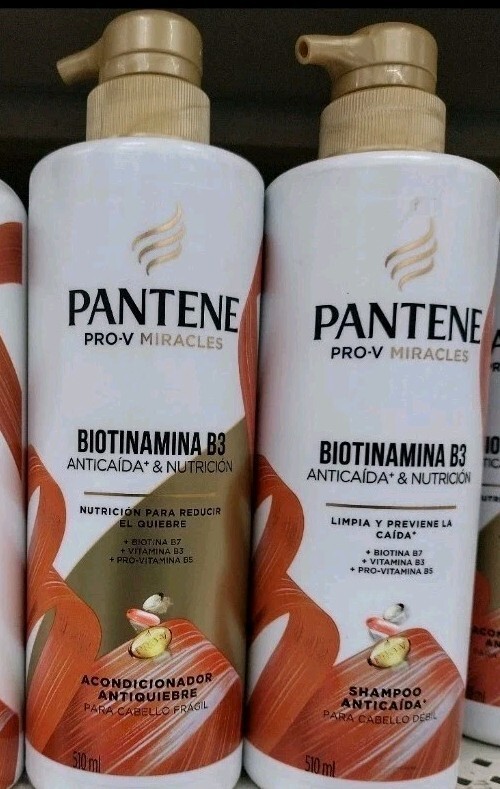 PANTENE
PRO-V MIRACLES
BIOTINAMINA B3
ANTICAÍDA⁺ & NUTRICIÓN
NUTRICIÓN PARA REDUCIR
EL QUIEBRE
+ BIOTINA B7
+ VITAMINA B3
+ PRO-VITAMINA B5
ACONDICIONADOR
ANTIQUIEBRE
PARA CABELLO FRÁGIL
510 ml
PANTENE
PRO-V MIRACLES
BIOTINAMINA B3
ANTICAÍDA⁺ & NUTRICIÓN
LIMPIA Y PREVIENE LA
CAÍDA⁺
+ BIOTINA B7
+ VITAMINA B3
+ PRO-VITAMINA B5
SHAMPOO
ANTICAÍDA⁺
PARA CABELLO DÉBIL
510 ml